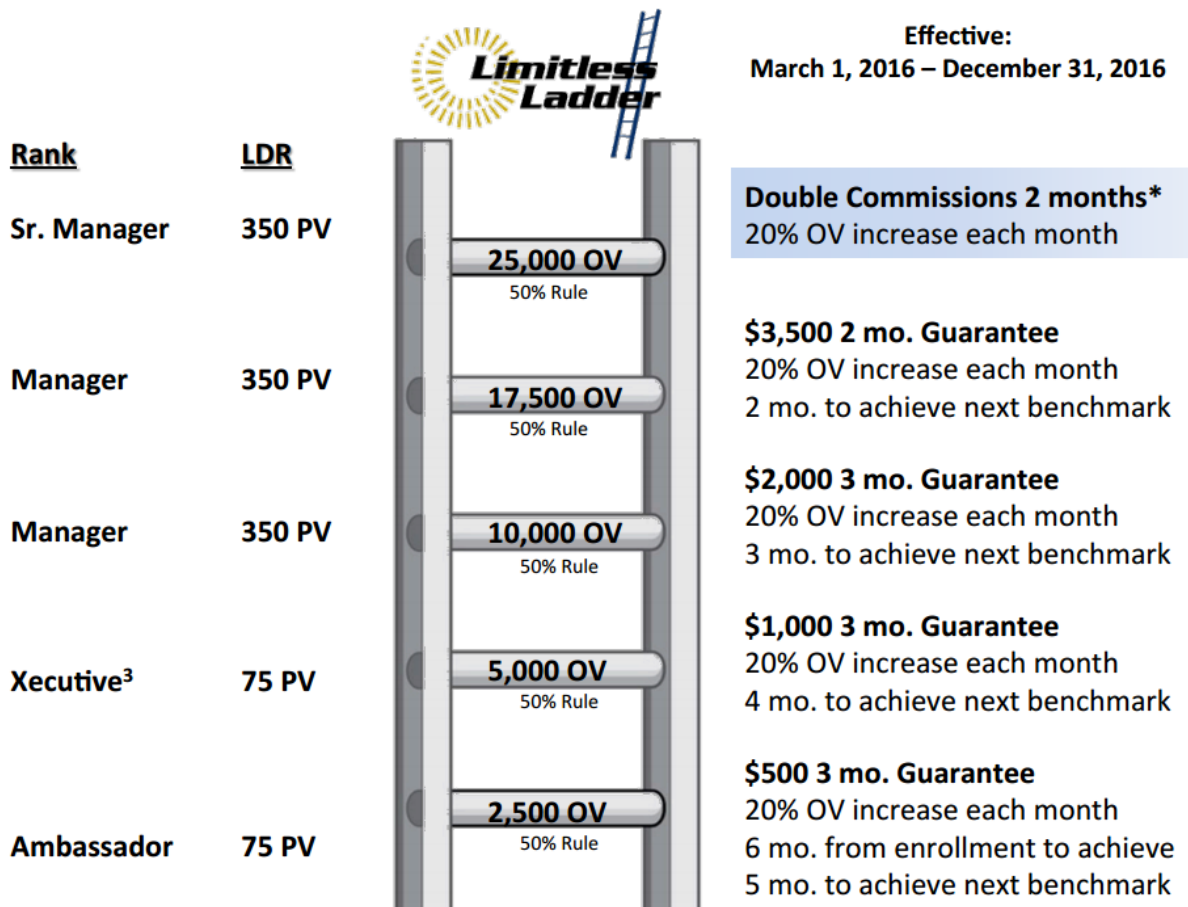 Limitless
Ladder
Effective:
March 1, 2016 – December 31, 2016
Rank LDR
Sr. Manager 350 PV
25,000 OV
50% Rule
Double Commissions 2 months*
20% OV increase each month
Manager 350 PV
17,500 OV
50% Rule
$3,500 2 mo. Guarantee
20% OV increase each month
2 mo. to achieve next benchmark
Manager 350 PV
10,000 OV
50% Rule
$2,000 3 mo. Guarantee
20% OV increase each month
3 mo. to achieve next benchmark
Xecutive³ 75 PV
5,000 OV
50% Rule
$1,000 3 mo. Guarantee
20% OV increase each month
4 mo. to achieve next benchmark
Ambassador 75 PV
2,500 OV
50% Rule
$500 3 mo. Guarantee
20% OV increase each month
6 mo. from enrollment to achieve
5 mo. to achieve next benchmark